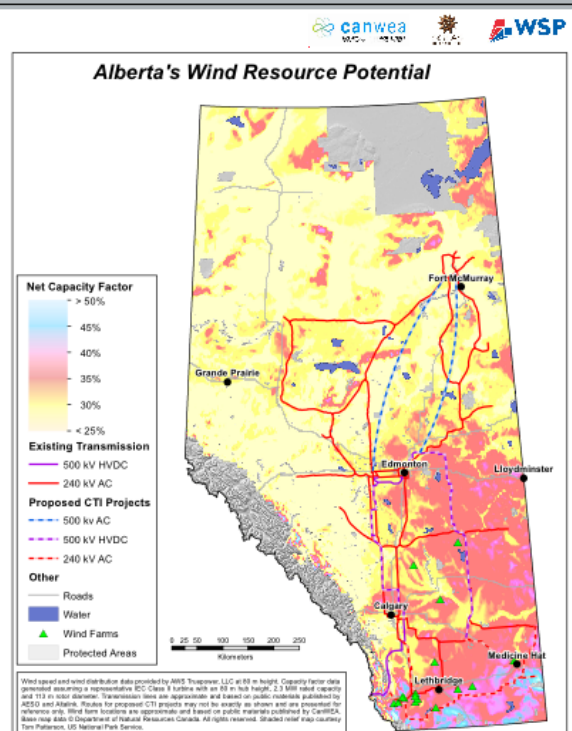 canwea
WSP
Alberta's Wind Resource Potential
Fort McMurray
Net Capacity Factor
> 50%
45%
40%
35%
30%
< 25%
Grande Prairie
Existing Transmission
500 kV HVDC
240 kV AC
Proposed CTI Projects
500 kv AC
500 kV HVDC
240 kV AC
Other
Roads
Water
Wind Farms
Protected Areas
Edmonton
Lloydminster
Calgary
Medicine Hat
Lethbridge
0 25 50 100 150 200 250
Kilometers
Wind speed and wind distribution data provided by AWS Truepower, LLC at 80 m height. Capacity factor data
generated assuming a representative IEC Class II turbine with an 80 m hub height, 2.3 MW rated capacity
and 113 m rotor diameter. Transmission lines are approximate and based on public materials published by
AESO and Altalink. Routes for proposed CTI projects may not be exactly as shown and are presented for
reference only. Wind farm locations are approximate and based on public materials published by CanWEA.
Base map data © Department of Natural Resources Canada. All rights reserved. Shaded relief map courtesy
Tom Patterson, US National Park Service.